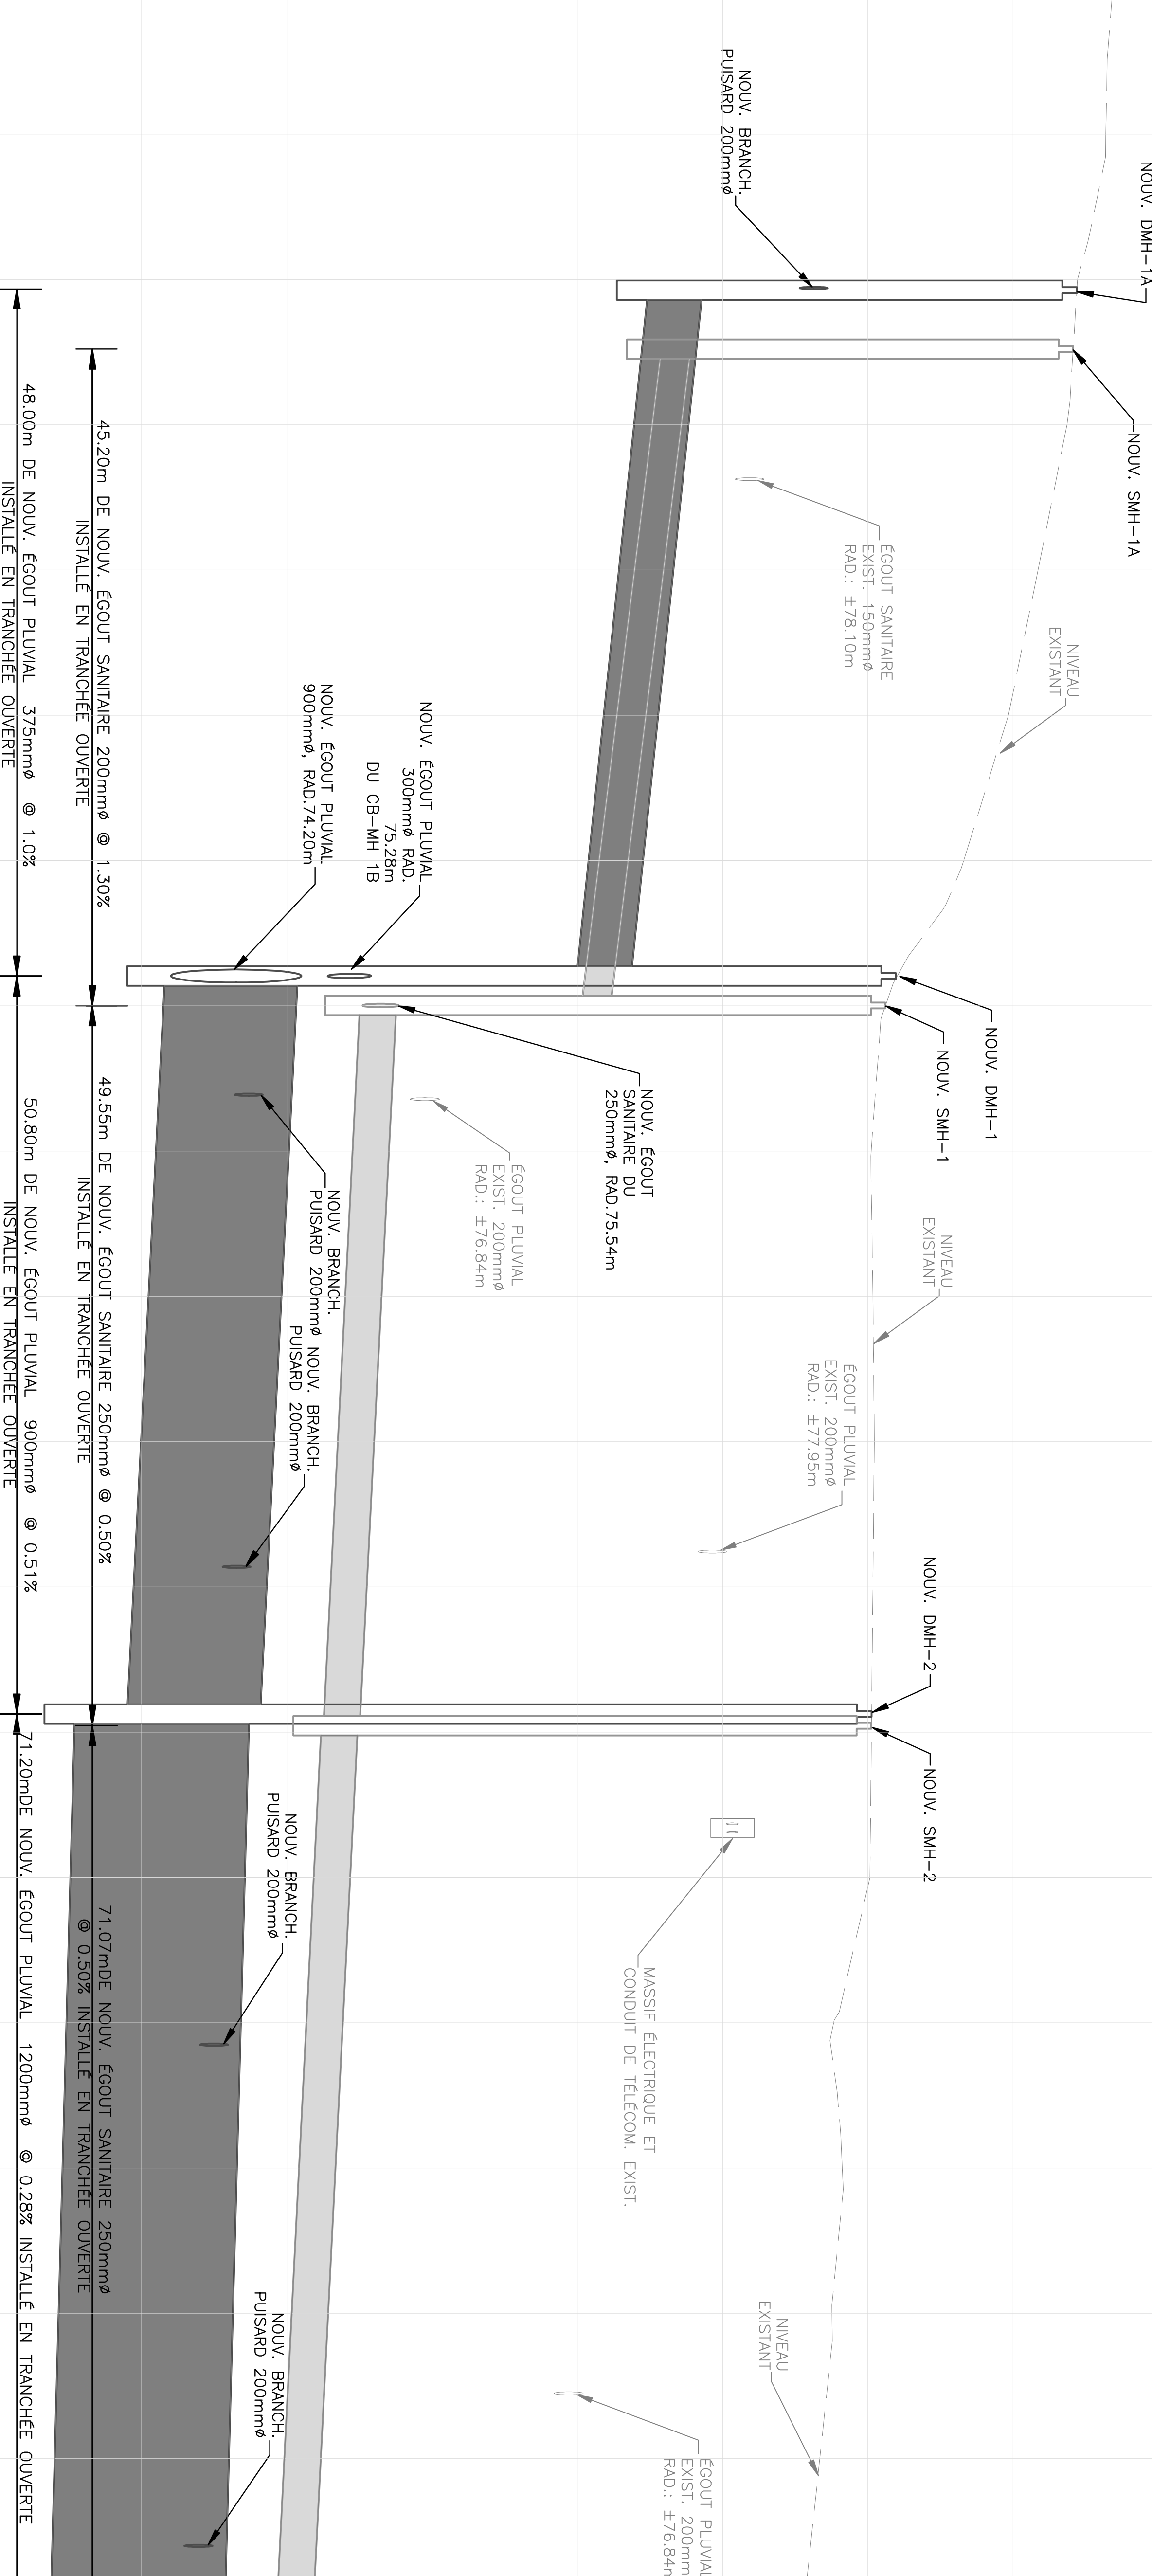 NOUV. DMH-1A
NOUV. BRANCH.
PUISARD 200mmø
NOUV. SMH-1A
ÉGOUT SANITAIRE
EXIST. 150mmø
RAD.: ±78.10m
NIVEAU
EXISTANT
NOUV. ÉGOUT PLUVIAL
300mmø RAD.
75.28m
DU CB-MH 1B
NOUV. ÉGOUT PLUVIAL
900mmø, RAD.74.20m
45.20m DE NOUV. ÉGOUT SANITAIRE 200mmø @ 1.30%
INSTALLÉ EN TRANCHÉE OUVERTE
48.00m DE NOUV. ÉGOUT PLUVIAL 375mmø @ 1.0%
INSTALLÉ EN TRANCHÉE OUVERTE
NOUV. DMH-1
NOUV. SMH-1
NOUV. ÉGOUT
SANITAIRE DU
250mmø, RAD.75.54m
ÉGOUT PLUVIAL
EXIST. 200mmø
RAD.: ±76.84m
NOUV. BRANCH.
PUISARD 200mmø
NOUV. BRANCH.
PUISARD 200mmø
NIVEAU
EXISTANT
ÉGOUT PLUVIAL
EXIST. 200mmø
RAD.: ±77.95m
49.55m DE NOUV. ÉGOUT SANITAIRE 250mmø @ 0.50%
INSTALLÉ EN TRANCHÉE OUVERTE
50.80m DE NOUV. ÉGOUT PLUVIAL 900mmø @ 0.51%
INSTALLÉ EN TRANCHÉE OUVERTE
NOUV. DMH-2
NOUV. SMH-2
MASSIF ÉLECTRIQUE ET
CONDUIT DE TÉLÉCOM. EXIST.
NOUV. BRANCH.
PUISARD 200mmø
NOUV. BRANCH.
PUISARD 200mmø
NIVEAU
EXISTANT
ÉGOUT PLUVIAL
EXIST. 200mm
RAD.: ±76.84m
71.07mDE NOUV. ÉGOUT SANITAIRE 250mmø
@ 0.50% INSTALLÉ EN TRANCHÉE OUVERTE
71.20mDE NOUV. ÉGOUT PLUVIAL 1200mmø @ 0.28% INSTALLÉ EN TRANCHÉE OUVERTE